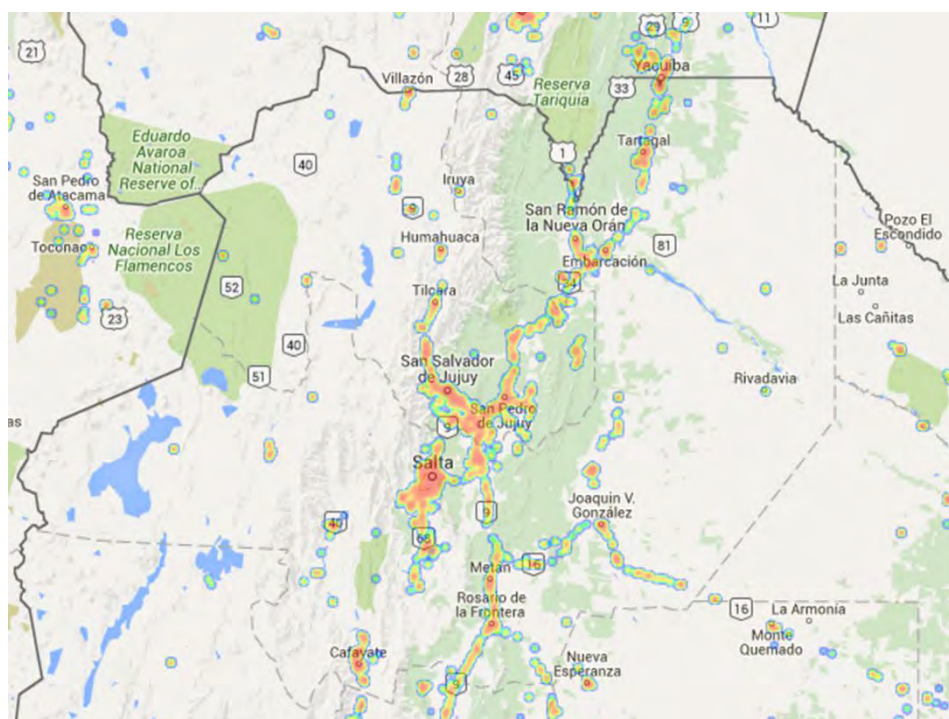 29
9
11
21
Villazón
28
45
Yacuiba
33
Reserva
Tariquia
Eduardo
Avaroa
National
Reserve of...
1
Tartagal
40
San Pedro
de Atacama
Iruya
9
San Ramón de
la Nueva Orán
Pozo El
Escondido
Toconao
Reserva
Nacional Los
Flamencos
Humahuaca
81
Embarcación
34
52
La Junta
Tilcara
Las Cañitas
23
40
San Salvador
de Jujuy
51
Rivadavia
San Pedro
de Jujuy
as
9
Salta
Joaquin V.
González
9
40
68
16
Metán
Rosario de
la Frontera
16
La Armonía
Monte
Quemado
Cafayate
Nueva
Esperanza
9